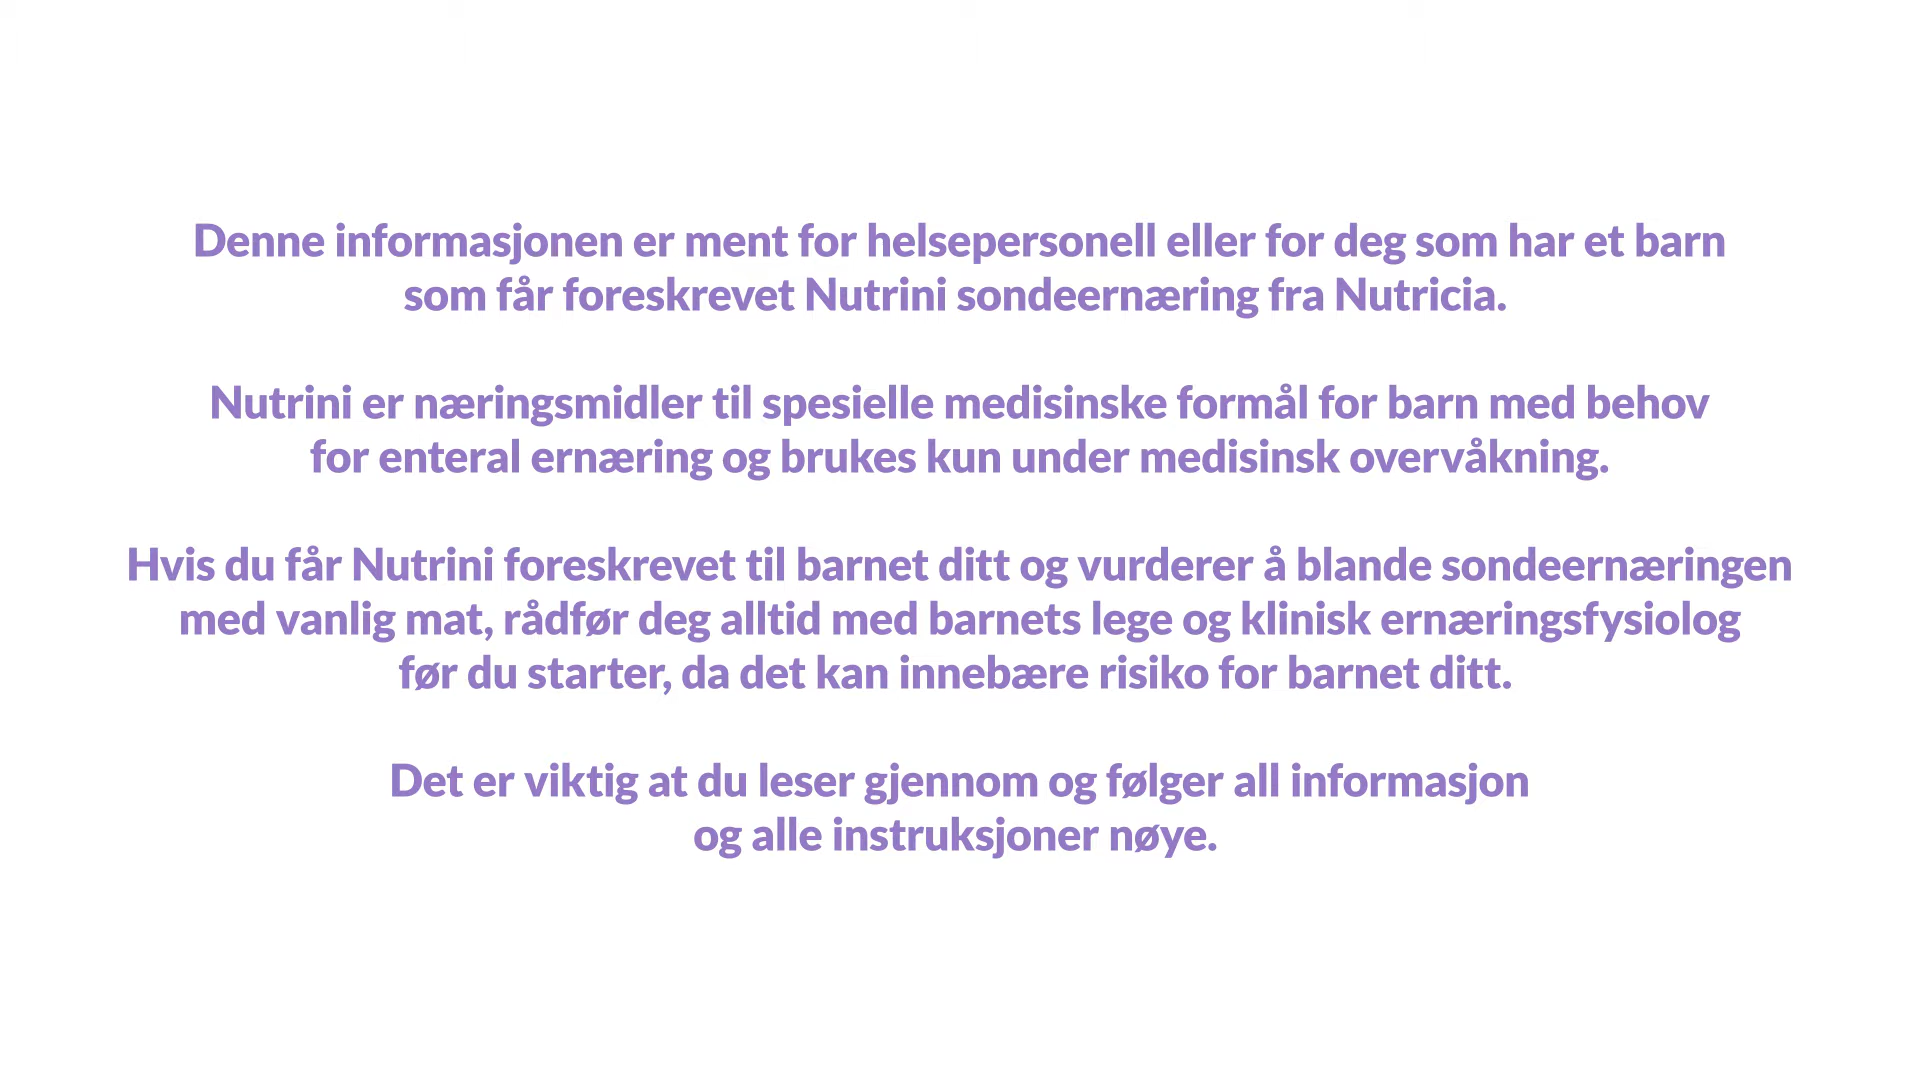 Denne informasjonen er ment for helsepersonell eller for deg som har et barn
som får foreskrevet Nutrini sondeernæring fra Nutricia.
Nutrini er næringsmidler til spesielle medisinske formål for barn med behov
for enteral ernæring og brukes kun under medisinsk overvåkning.
Hvis du får Nutrini foreskrevet til barnet ditt og vurderer å blande sondeernæringen
med vanlig mat, rådfør deg alltid med barnets lege og klinisk ernæringsfysiolog
før du starter, da det kan innebære risiko for barnet ditt.
Det er viktig at du leser gjennom og følger all informasjon
og alle instruksjoner nøye.